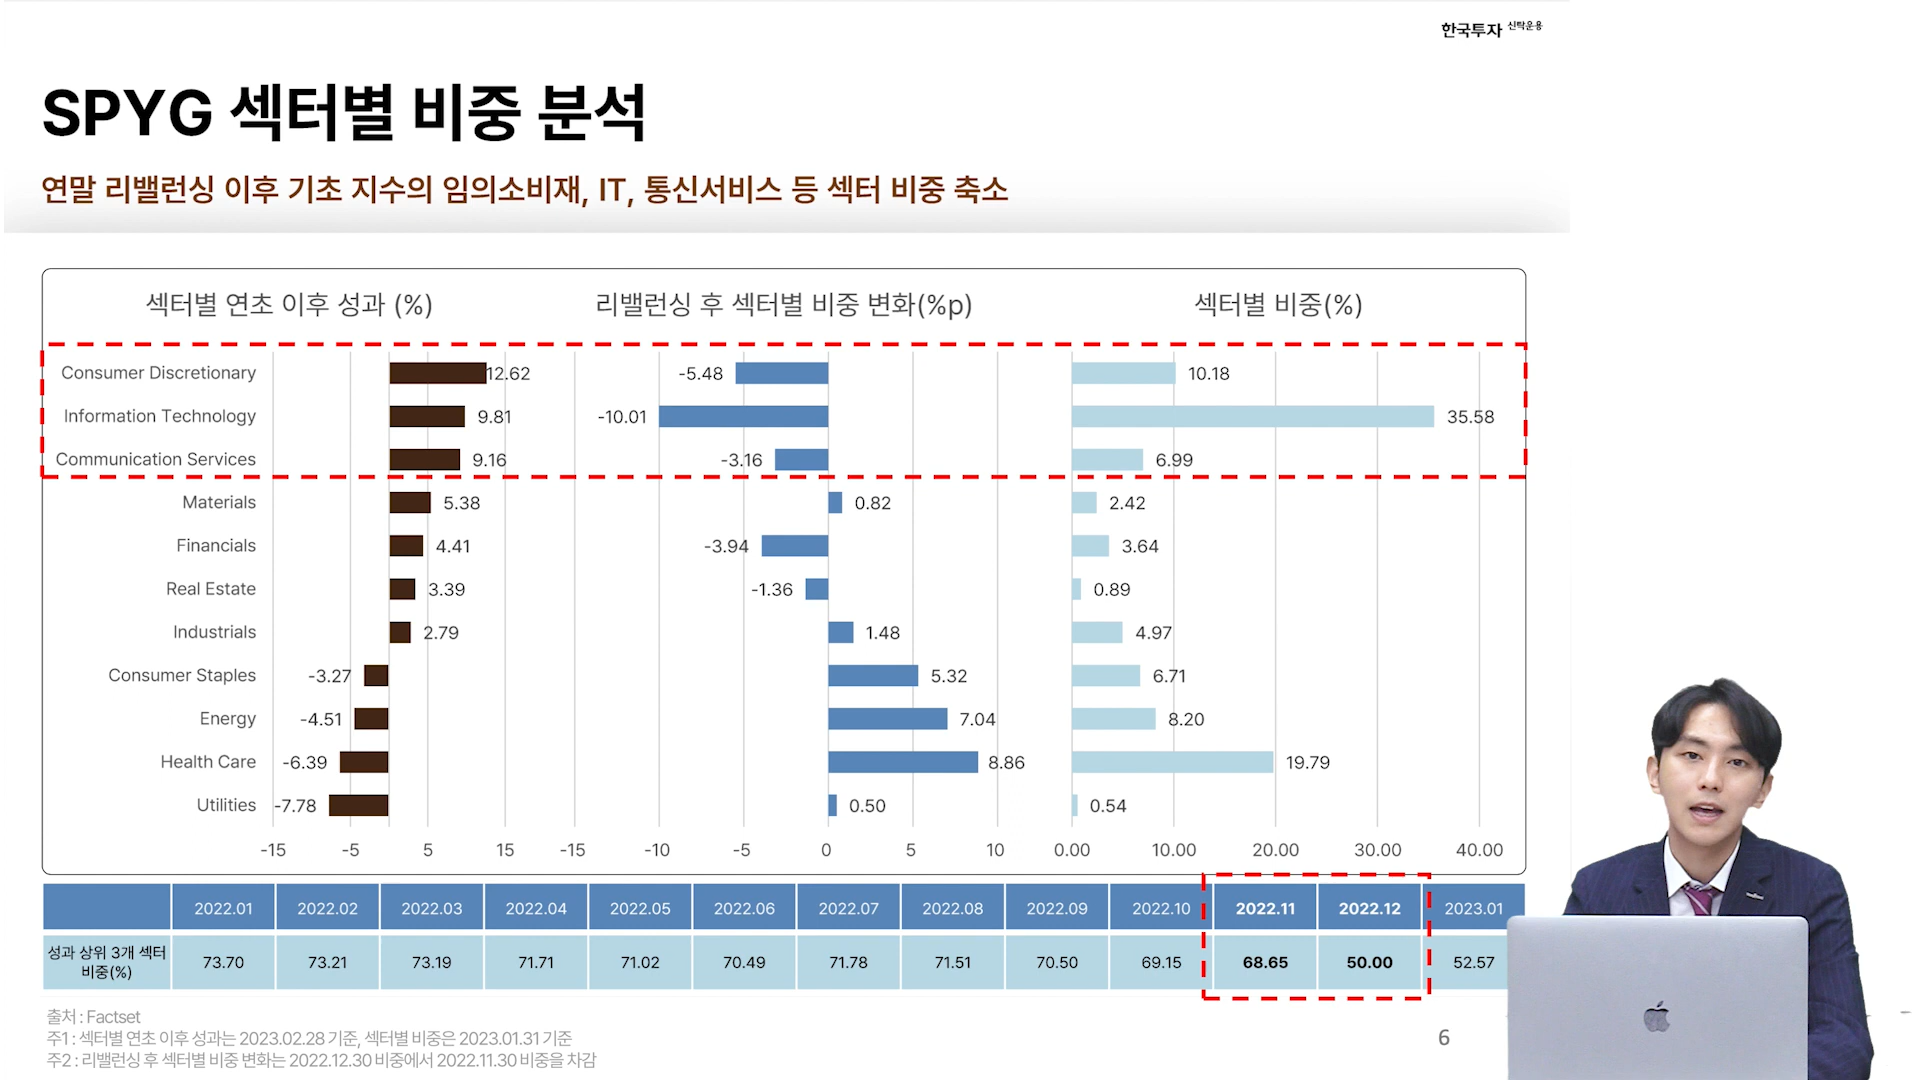 한국투자 신탁운용
SPYG 섹터별 비중 분석
연말 리밸런싱 이후 기초 지수의 임의소비재, IT, 통신서비스 등 섹터 비중 축소
섹터별 연초 이후 성과 (%)
리밸런싱 후 섹터별 비중 변화(%p)
섹터별 비중(%)
Consumer Discretionary 12.62 -5.48 10.18
Information Technology 9.81 -10.01 35.58
Communication Services 9.16 -3.16 6.99
Materials 5.38 0.82 2.42
Financials 4.41 -3.94 3.64
Real Estate 3.39 -1.36 0.89
Industrials 2.79 1.48 4.97
Consumer Staples -3.27 5.32 6.71
Energy -4.51 7.04 8.20
Health Care -6.39 8.86 19.79
Utilities -7.78 0.50 0.54
-15 -5 5 15 -15 -10 -5 0 5 10 0.00 10.00 20.00 30.00 40.00
2022.01 2022.02 2022.03 2022.04 2022.05 2022.06 2022.07 2022.08 2022.09 2022.10 2022.11 2022.12 2023.01
성과 상위 3개 섹터
비중(%)
73.70 73.21 73.19 71.71 71.02 70.49 71.78 71.51 70.50 69.15 68.65 50.00 52.57
출처 : Factset
주1 : 섹터별 연초 이후 성과는 2023.02.28 기준, 섹터별 비중은 2023.01.31 기준
주2 : 리밸런싱 후 섹터별 비중 변화는 2022.12.30 비중에서 2022.11.30 비중을 차감
6